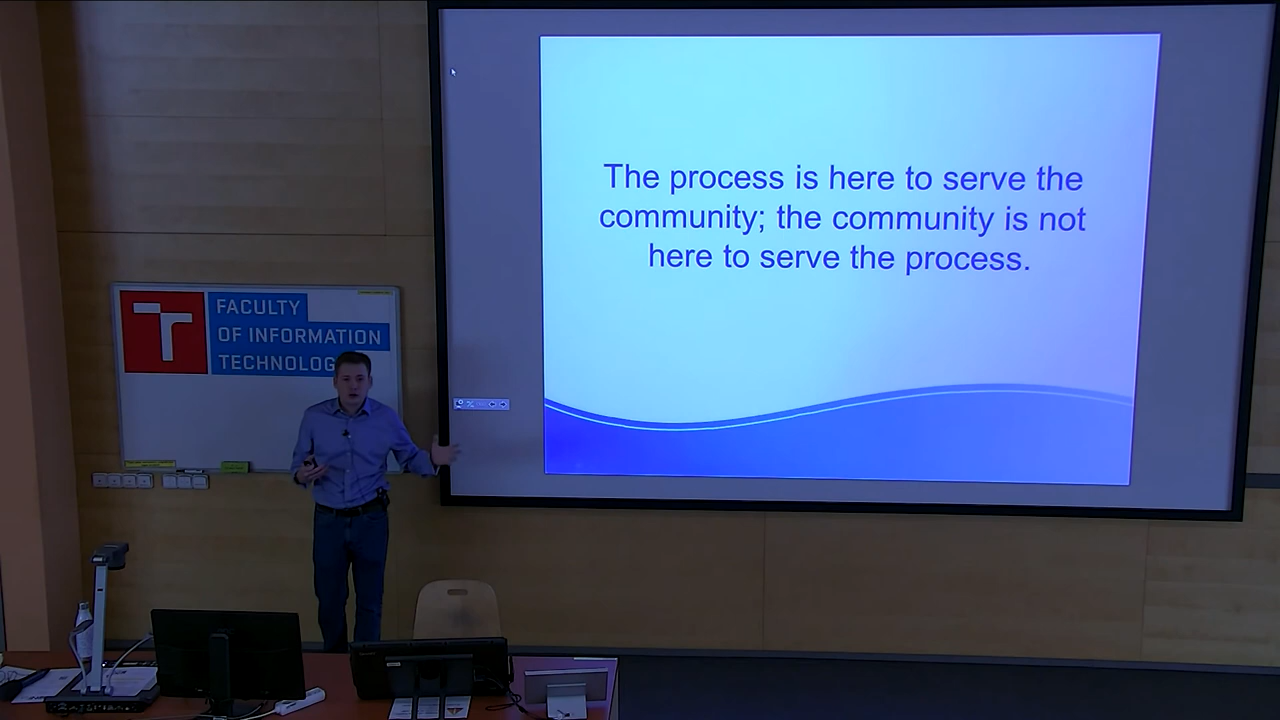 The process is here to serve the
community; the community is not
here to serve the process.
FACULTY
OF INFORMATION
TECHNOLOG